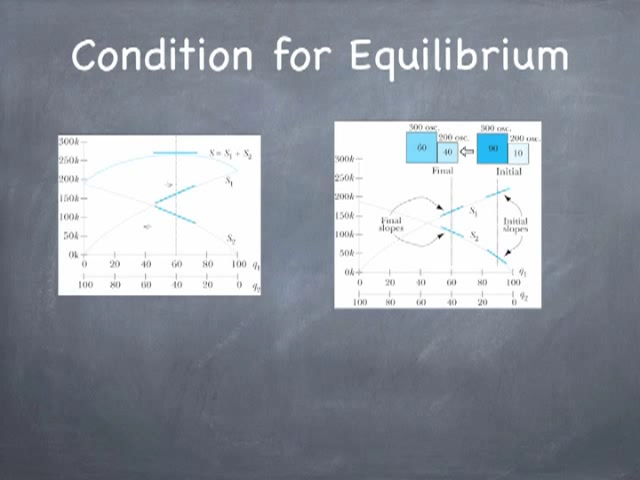 Condition for Equilibrium
300k
250k
200k
150k
100k
50k
0k
S = S1 + S2
S1
S2
0 20 40 60 80 100 q1
100 80 60 40 20 0 q2
300 osc.
200 osc.
60
40
Final
300 osc.
200 osc.
90
10
Initial
300k
250k
200k
150k
100k
50k
0k
Final
slopes
S1
S2
Initial
slopes
0 20 40 60 80 100 q1
100 80 60 40 20 0 q2